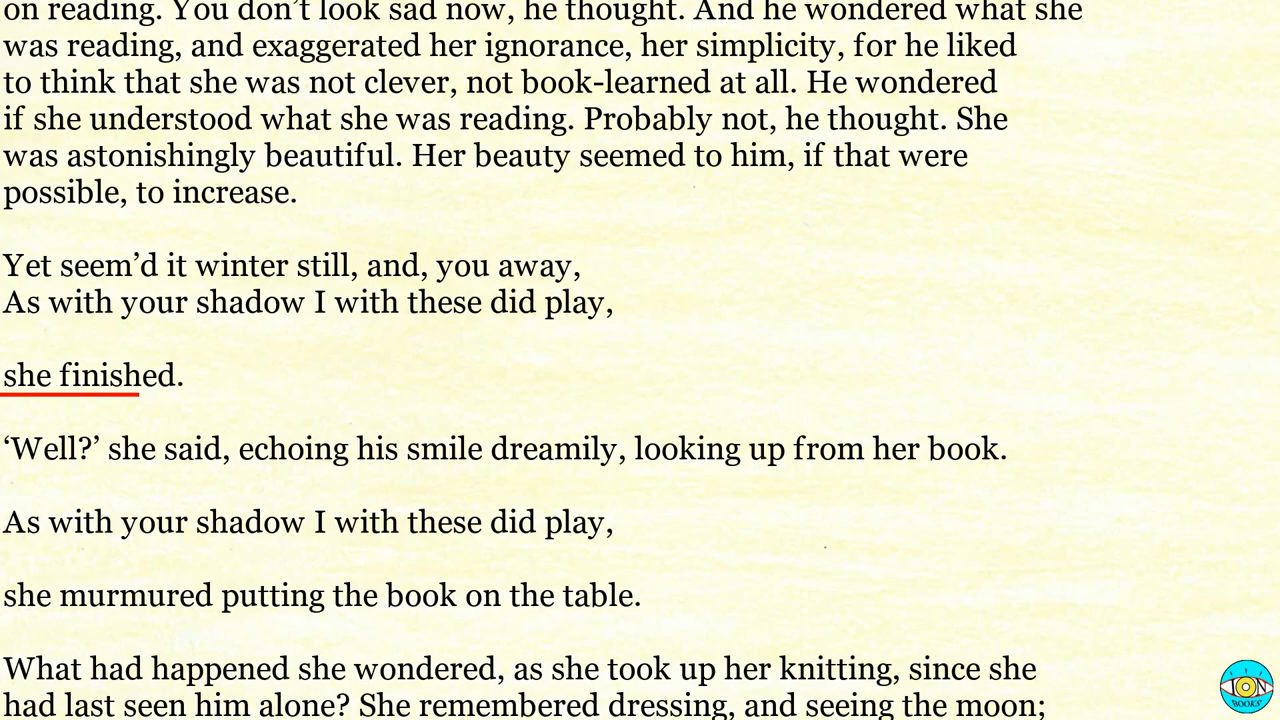 on reading. You don’t look sad now, he thought. And he wondered what she
was reading, and exaggerated her ignorance, her simplicity, for he liked
to think that she was not clever, not book-learned at all. He wondered
if she understood what she was reading. Probably not, he thought. She
was astonishingly beautiful. Her beauty seemed to him, if that were
possible, to increase.
Yet seem’d it winter still, and, you away,
As with your shadow I with these did play,
she finished.
‘Well?’ she said, echoing his smile dreamily, looking up from her book.
As with your shadow I with these did play,
she murmured putting the book on the table.
What had happened she wondered, as she took up her knitting, since she
had last seen him alone? She remembered dressing, and seeing the moon;
ION
BOOKS